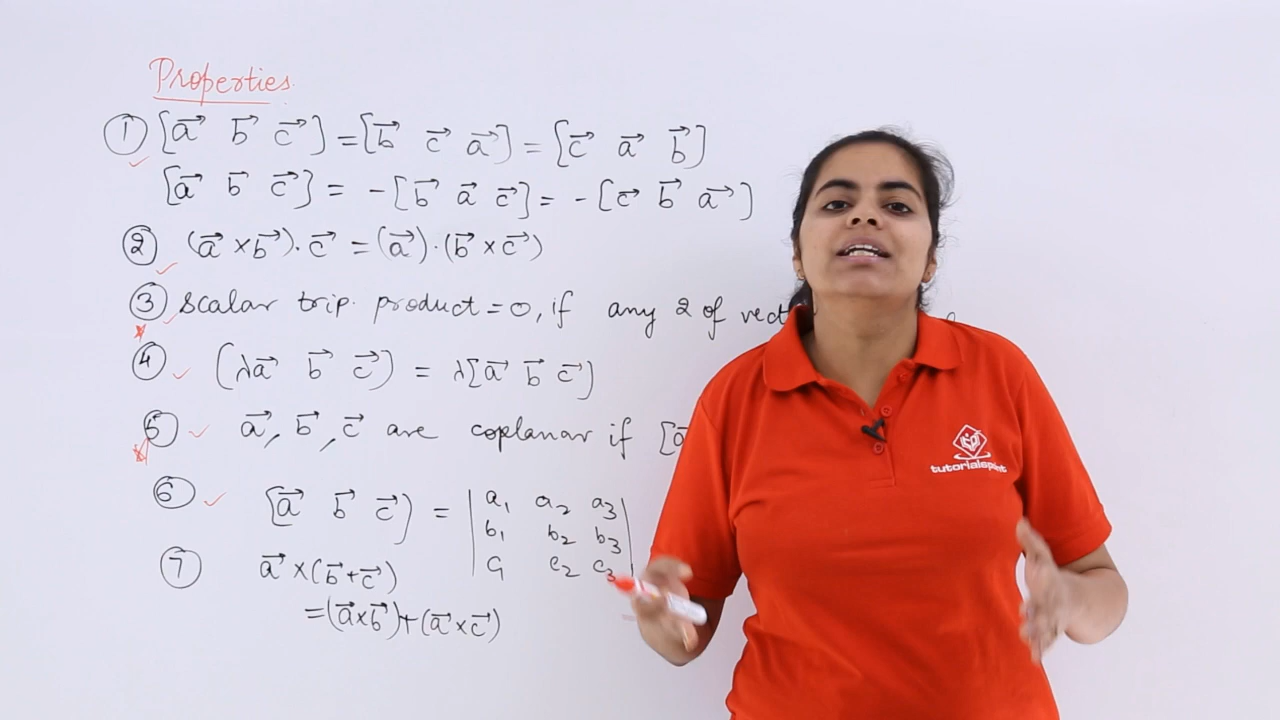 Properties
① [a⃗ b⃗ c⃗] = [b⃗ c⃗ a⃗] = [c⃗ a⃗ b⃗]
[a⃗ b⃗ c⃗] = -[b⃗ a⃗ c⃗] = -[c⃗ b⃗ a⃗]
② (a⃗ × b⃗)·c⃗ = (a⃗)·(b⃗ × c⃗)
③ scalar trip. product = 0, if any 2 of
④ (λa⃗ b⃗ c⃗) = λ[a⃗ b⃗ c⃗]
⑤ a⃗, b⃗, c⃗ are coplanar if [a⃗
⑥ [a⃗ b⃗ c⃗] = | a₁ a₂ a₃
b₁ b₂ b₃
c₁ c₂ c₃ |
⑦ a⃗ × (b⃗ + c⃗)
= (a⃗ × b⃗) + (a⃗ × c⃗)
tutorialspoint